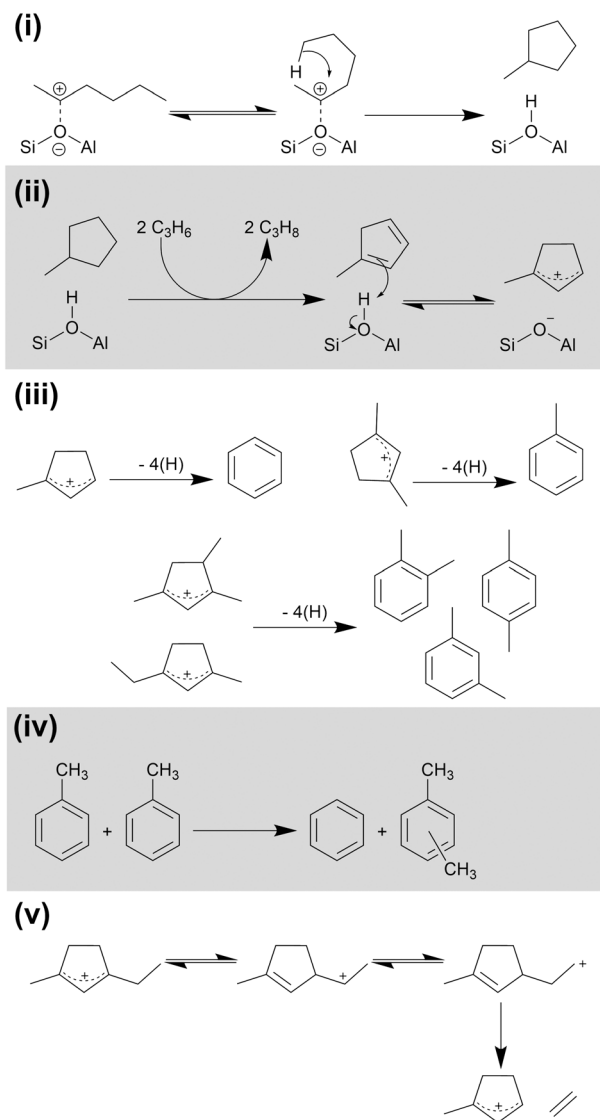 (i)
H
H
⊕
⊕
O
O
O
Si
⊖
Al
Si
⊖
Al
Si
Al
(ii)
2 C₃H₆
2 C₃H₈
H
H
+
O
O
O⁻
Si
Al
Si
Al
Si
Al
(iii)
- 4(H)
- 4(H)
+
+
+
- 4(H)
+
(iv)
CH₃
CH₃
CH₃
+
+
CH₃
(v)
+
+
+
+